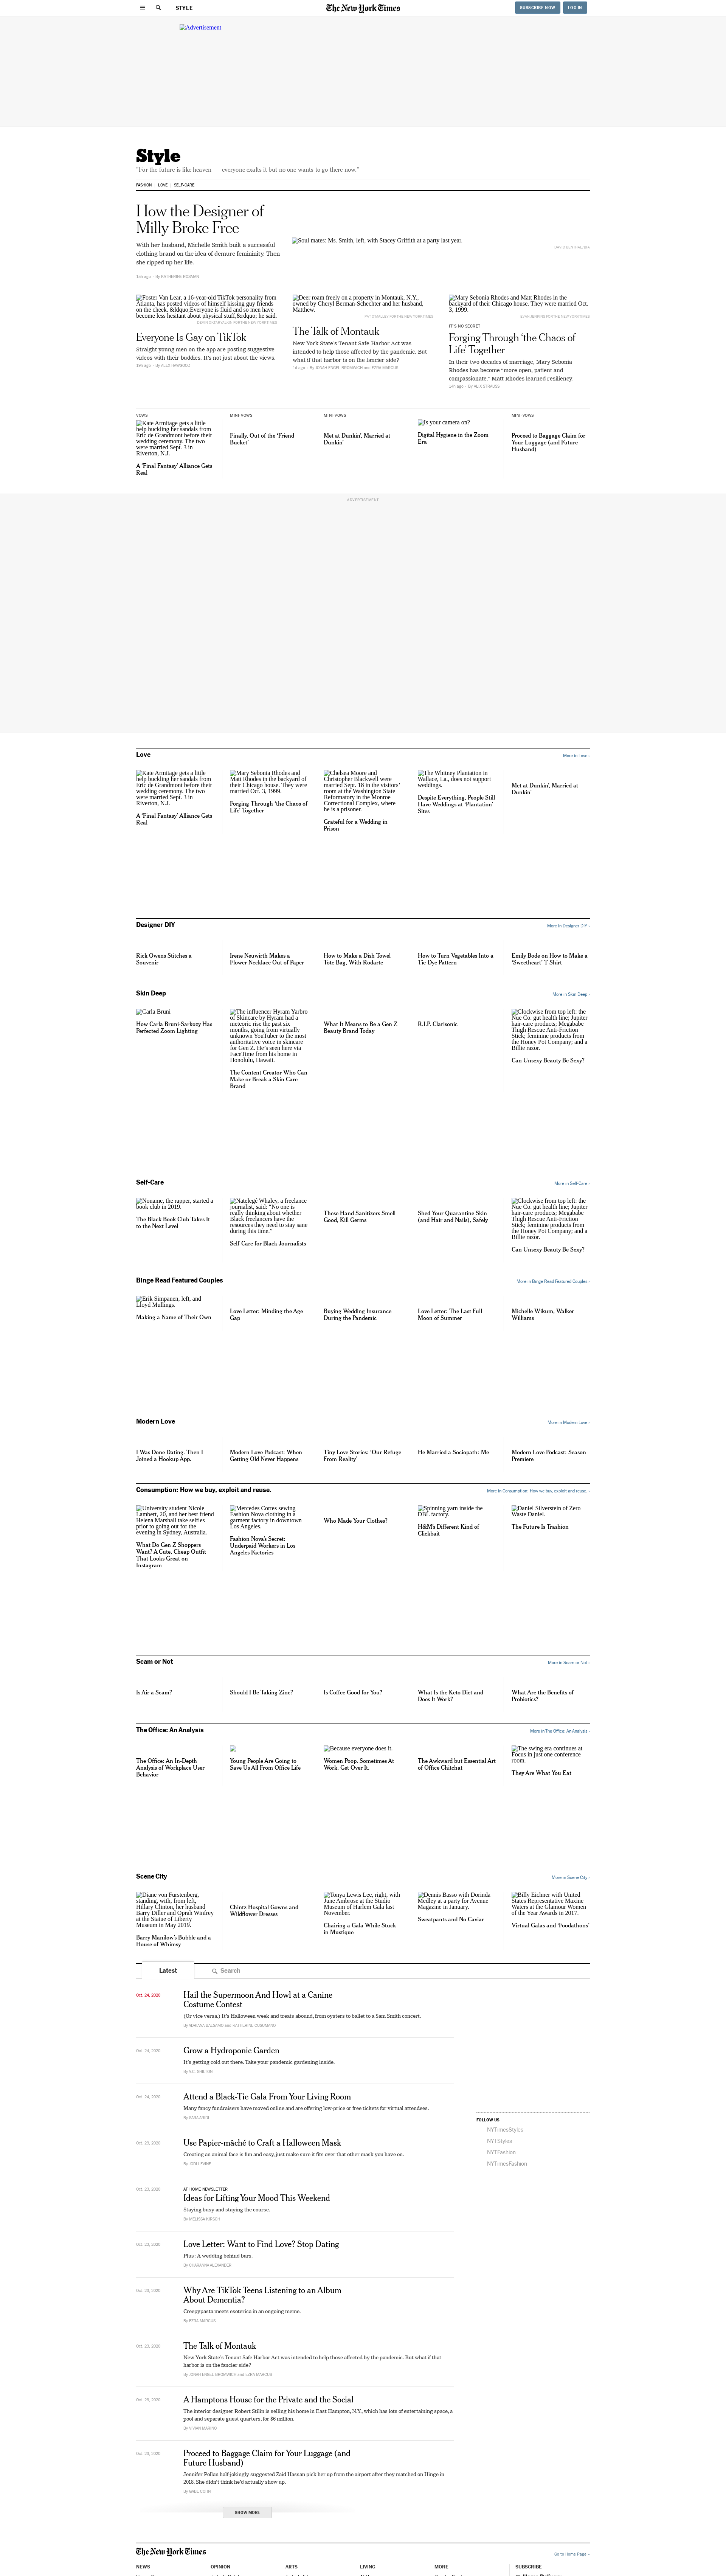 STYLE
The New York Times
SUBSCRIBE NOW
LOG IN
Advertisement
Style
"For the future is like heaven — everyone exalts it but no one wants to go there now."
FASHION
LOVE
SELF-CARE
How the Designer of
Milly Broke Free
With her husband, Michelle Smith built a successful
clothing brand on the idea of demure femininity. Then
she ripped up her life.
By KATHERINE ROSMAN
Soul mates: Ms. Smith, left, with Stacey Griffith at a party last year.
Foster Van Lear, a 16-year-old TikTok personality from
Atlanta, has posted videos of himself kissing guy friends
on the cheek. &ldquo;Everyone is fluid and so men have
become less hesitant about physical stuff,&rdquo; he said.
Everyone Is Gay on TikTok
Straight young men on the app are posting suggestive
videos with their buddies. It's not just about the views.
By ALEX HAWGOOD
Deer roam freely on a property in Montauk, N.Y.,
owned by Cheryl Berman-Schechter and her husband,
Matthew.
The Talk of Montauk
New York State's Tenant Safe Harbor Act was
intended to help those affected by the pandemic. But
what if that harbor is on the fancier side?
By JONAH ENGEL BROMWICH and EZRA MARCUS
Mary Sebonia Rhodes and Matt Rhodes in the
backyard of their Chicago house. They were married Oct.
3, 1999.
IT'S NO SECRET
Forging Through 'the Chaos
of Life' Together
In their two decades of marriage, Mary Sebonia
Rhodes has become "more open, patient and
compassionate." Matt Rhodes learned resiliency.
By ALIX STRAUSS
VOWS
Kate Armitage gets a little
help buckling her sandals from
Eric de Grandmont before their
wedding ceremony. The two
were married Sept. 3 in
Riverton, N.J.
A 'Final Fantasy' Alliance Gets
Real
MINI-VOWS
Finally, Out of the 'Friend
Bucket'
MINI-VOWS
Met at Dunkin', Married at
Dunkin'
Is your camera on?
Digital Hygiene in the Zoom
Era
MINI-VOWS
Proceed to Baggage Claim for
Your Luggage (and Future
Husband)
ADVERTISEMENT
Love
More in Love ›
Kate Armitage gets a little
help buckling her sandals from
Eric de Grandmont before their
wedding ceremony. The two
were married Sept. 3 in
Riverton, N.J.
A 'Final Fantasy' Alliance Gets
Real
Mary Sebonia Rhodes and
Matt Rhodes in the backyard of
their Chicago house. They were
married Oct. 3, 1999.
Forging Through 'the Chaos of
Life' Together
Chelsea Moore and
Christopher Blackwell were
married Sept. 18 in the visitors'
room at the Washington State
Reformatory in the Monroe
Correctional Complex, where
he is a prisoner.
Grateful for a Wedding in
Prison
The Whitney Plantation in
Wallace, La., does not support
weddings.
Despite Everything, People Still
Have Weddings at 'Plantation'
Sites
Met at Dunkin', Married at
Dunkin'
Designer DIY
More in Designer DIY ›
Rick Owens Stitches a
Souvenir
Irene Neuwirth Makes a
Flower Necklace Out of Paper
How to Make a Dish Towel
Tote Bag, With Rodarte
How to Turn Vegetables Into a
Tie-Dye Pattern
Emily Bode on How to Make a
'Sweetheart' T-Shirt
Skin Deep
More in Skin Deep ›
Carla Bruni
How Carla Bruni-Sarkozy Has
Perfected Zoom Lighting
The influencer Hyram Yarbro
of Skincare by Hyram had a
meteoric rise the past six
months, going from virtually
unknown YouTuber to the most
authoritative voice in skincare
for Gen Z. He's seen here via
FaceTime from his home in
Honolulu, Hawaii.
The Content Creator Who Can
Make or Break a Skin Care
Brand
What It Means to Be a Gen Z
Beauty Brand Today
R.I.P. Clarisonic
Clockwise from top left: the
Nue Co. gut health line; Jupiter
hair-care products; Megababe
Thigh Rescue Anti-Friction
Stick; feminine products from
the Honey Pot Company; and a
Billie razor.
Can Unsexy Beauty Be Sexy?
Self-Care
More in Self-Care ›
Noname, the rapper, started a
book club in 2019.
The Black Book Club Takes It
to the Next Level
Natelegé Whaley, a freelance
journalist, said: "No one is
really thinking about whether
Black freelancers have the
resources they need to stay sane
during this time."
Self-Care for Black Journalists
These Hand Sanitizers Smell
Good, Kill Germs
Shed Your Quarantine Skin
(and Hair and Nails), Safely
Clockwise from top left: the
Nue Co. gut health line; Jupiter
hair-care products; Megababe
Thigh Rescue Anti-Friction
Stick; feminine products from
the Honey Pot Company; and a
Billie razor.
Can Unsexy Beauty Be Sexy?
Binge Read Featured Couples
More in Binge Read Featured Couples ›
Erik Simpanen, left, and
Lloyd Mullings.
Making a Name of Their Own
Love Letter: Minding the Age
Gap
Buying Wedding Insurance
During the Pandemic
Love Letter: The Last Full
Moon of Summer
Michelle Wikum, Walker
Williams
Modern Love
More in Modern Love ›
I Was Done Dating. Then I
Joined a Hookup App.
Modern Love Podcast: When
Getting Old Never Happens
Tiny Love Stories: 'Our Refuge
From Reality'
He Married a Sociopath: Me
Modern Love Podcast: Season
Premiere
Consumption: How we buy, exploit and reuse.
More in Consumption: How we buy, exploit and reuse. ›
University student Nicole
Lambert, 20, and her best friend
Helena Marshall take selfies
prior to going out for the
evening in Sydney, Australia.
What Do Gen Z Shoppers
Want? A Cute, Cheap Outfit
That Looks Great on
Instagram
Mercedes Cortes sewing
Fashion Nova clothing in a
garment factory in downtown
Los Angeles.
Fashion Nova's Secret:
Underpaid Workers in Los
Angeles Factories
Who Made Your Clothes?
Spinning yarn inside the
DBL factory.
H&M's Different Kind of
Clickbait
Daniel Silverstein of Zero
Waste Daniel.
The Future Is Trashion
Scam or Not
More in Scam or Not ›
Is Air a Scam?
Should I Be Taking Zinc?
Is Coffee Good for You?
What Is the Keto Diet and
Does It Work?
What Are the Benefits of
Probiotics?
The Office: An Analysis
More in The Office: An Analysis ›
The Office: An In-Depth
Analysis of Workplace User
Behavior
Young People Are Going to
Save Us All From Office Life
Because everyone does it.
Women Poop. Sometimes At
Work. Get Over It.
The Awkward but Essential Art
of Office Chitchat
The swing era continues at
Focus in just one conference
room.
They Are What You Eat
Scene City
More in Scene City ›
Diane von Furstenberg,
standing, with, from left,
Hillary Clinton, her husband
Barry Diller and Oprah Winfrey
at the Statue of Liberty
Museum in May 2019.
Barry Manilow's Bubble and a
House of Whimsy
Chintz Hospital Gowns and
Wildflower Dresses
Tonya Lewis Lee, right, with
June Ambrose at the Studio
Museum of Harlem Gala last
November.
Chairing a Gala While Stuck
in Mustique
Dennis Basso with Dorinda
Medley at a party for Avenue
Magazine in January.
Sweatpants and No Caviar
Billy Eichner with United
States Representative Maxine
Waters at the Glamour Women
of the Year Awards in 2017.
Virtual Galas and 'Foodathons'
Latest
Search
Oct. 24, 2020
Hail the Supermoon And Howl at a Canine
Costume Contest
(Or vice versa.) It's Halloween week and treats abound, from oysters to ballet to a Sam Smith concert.
By ADRIANA BALSAMO and KATHERINE CUSUMANO
Oct. 24, 2020
Grow a Hydroponic Garden
It's getting cold out there. Take your pandemic gardening inside.
By A.C. SHILTON
Oct. 24, 2020
Attend a Black-Tie Gala From Your Living Room
Many fancy fundraisers have moved online and are offering low-price or free tickets for virtual attendees.
By SARA ARIDI
Oct. 23, 2020
Use Papier-mâché to Craft a Halloween Mask
Creating an animal face is fun and easy, just make sure it fits over that other mask you have on.
By JODI LEVINE
Oct. 23, 2020
AT HOME NEWSLETTER
Ideas for Lifting Your Mood This Weekend
Staying busy and staying the course.
By MELISSA KIRSCH
Oct. 23, 2020
Love Letter: Want to Find Love? Stop Dating
Plus: A wedding behind bars.
By CHARANNA ALEXANDER
Oct. 23, 2020
Why Are TikTok Teens Listening to an Album
About Dementia?
Creepypasta meets esoterica in an ongoing meme.
By EZRA MARCUS
Oct. 23, 2020
The Talk of Montauk
New York State's Tenant Safe Harbor Act was intended to help those affected by the pandemic. But what if that
harbor is on the fancier side?
By JONAH ENGEL BROMWICH and EZRA MARCUS
Oct. 23, 2020
A Hamptons House for the Private and the Social
The interior designer Robert Stilin is selling his home in East Hampton, N.Y., which has lots of entertaining space, a
pool and separate guest quarters, for $6 million.
By VIVIAN MARINO
Oct. 23, 2020
Proceed to Baggage Claim for Your Luggage (and
Future Husband)
Jennifer Pollan half-jokingly suggested Zaid Hassan pick her up from the airport after they matched on Hinge in
2018. She didn't think he'd actually show up.
By GABE COHN
SHOW MORE
FOLLOW US
NYTimesStyles
NYTStyles
NYTFashion
NYTimesFashion
The New York Times
Go to Home Page »
NEWS
OPINION
ARTS
LIVING
MORE
SUBSCRIBE